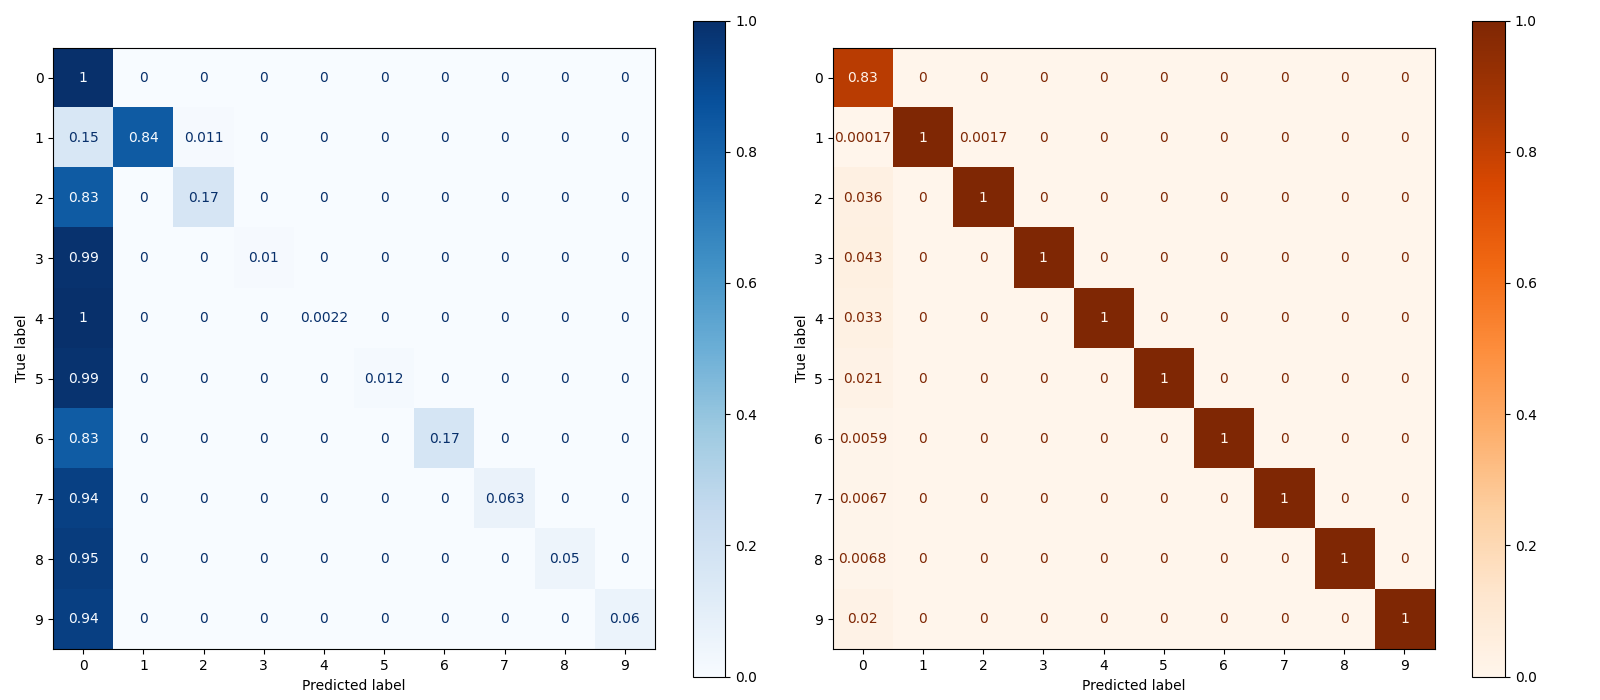 1.0
1.0
0 1 0 0 0 0 0 0 0 0 0
0 0.83 0 0 0 0 0 0 0 0 0
1 0.15 0.84 0.011 0 0 0 0 0 0 0
1 0.00017 1 0.0017 0 0 0 0 0 0 0
0.8
0.8
2 0.83 0 0.17 0 0 0 0 0 0 0
2 0.036 0 1 0 0 0 0 0 0 0
3 0.99 0 0 0.01 0 0 0 0 0 0
3 0.043 0 0 1 0 0 0 0 0 0
0.6
0.6
4 1 0 0 0 0.0022 0 0 0 0 0
4 0.033 0 0 0 1 0 0 0 0 0
True label
True label
5 0.99 0 0 0 0 0.012 0 0 0 0
5 0.021 0 0 0 0 1 0 0 0 0
0.4
0.4
6 0.83 0 0 0 0 0 0.17 0 0 0
6 0.0059 0 0 0 0 0 1 0 0 0
7 0.94 0 0 0 0 0 0 0.063 0 0
7 0.0067 0 0 0 0 0 0 1 0 0
0.2
0.2
8 0.95 0 0 0 0 0 0 0 0.05 0
8 0.0068 0 0 0 0 0 0 0 1 0
9 0.94 0 0 0 0 0 0 0 0 0.06
9 0.02 0 0 0 0 0 0 0 0 1
0 1 2 3 4 5 6 7 8 9
0 1 2 3 4 5 6 7 8 9
0.0
0.0
Predicted label
Predicted label